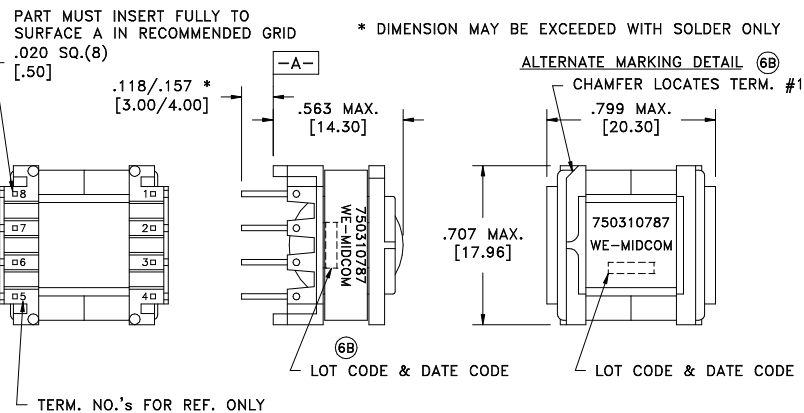 PART MUST INSERT FULLY TO
SURFACE A IN RECOMMENDED GRID
.020 SQ.(8)
[.50]
* DIMENSION MAY BE EXCEEDED WITH SOLDER ONLY
-A-
.118/.157 *
[3.00/4.00]
.563 MAX.
[14.30]
ALTERNATE MARKING DETAIL 6B
CHAMFER LOCATES TERM. #1
.799 MAX.
[20.30]
8
1
7
2
6
3
5
4
750310787
WE-MIDCOM
.707 MAX.
[17.96]
750310787
WE-MIDCOM
6B
LOT CODE & DATE CODE
LOT CODE & DATE CODE
TERM. NO.'s FOR REF. ONLY